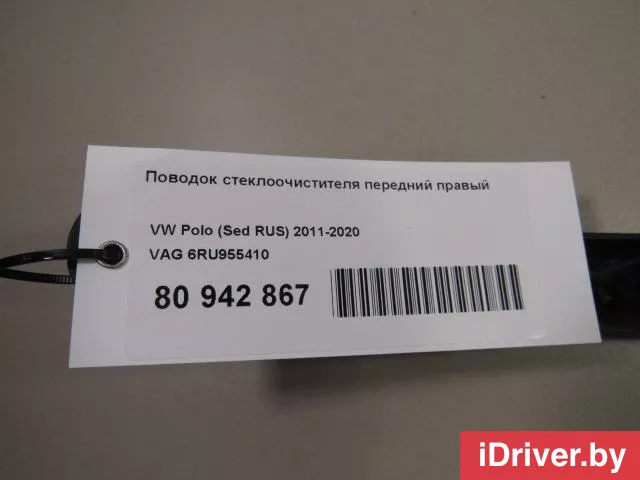 Поводок стеклоочистителя передний правый
VW Polo (Sed RUS) 2011-2020
VAG 6RU955410
80 942 867
iDriver.by